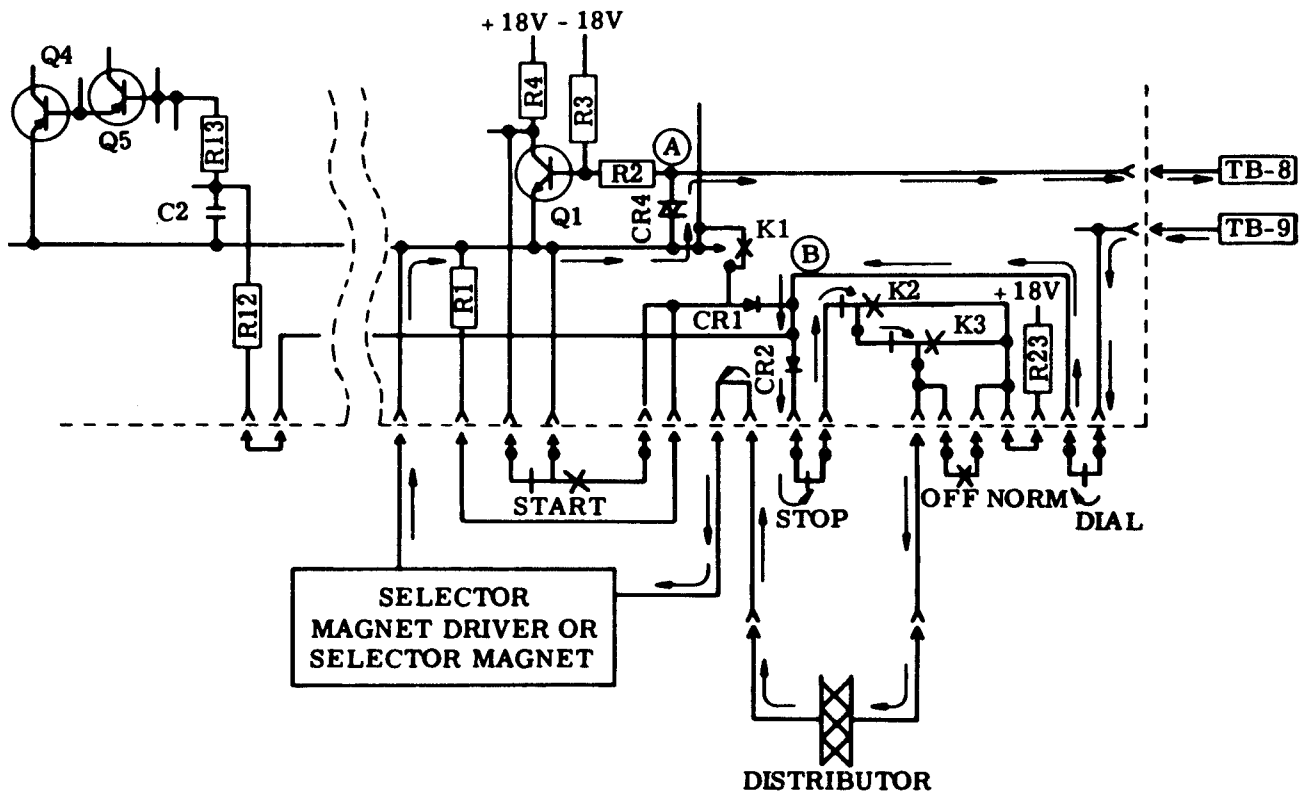 +18V -18V
Q4
Q5
R13
C2
R12
R4
R3
R2
A
Q1
CR4
K1
B
R1
CR1
CR2
K2
+18V
K3
R23
TB-8
TB-9
START
STOP
OFF NORM
DIAL
SELECTOR
MAGNET DRIVER OR
SELECTOR MAGNET
DISTRIBUTOR